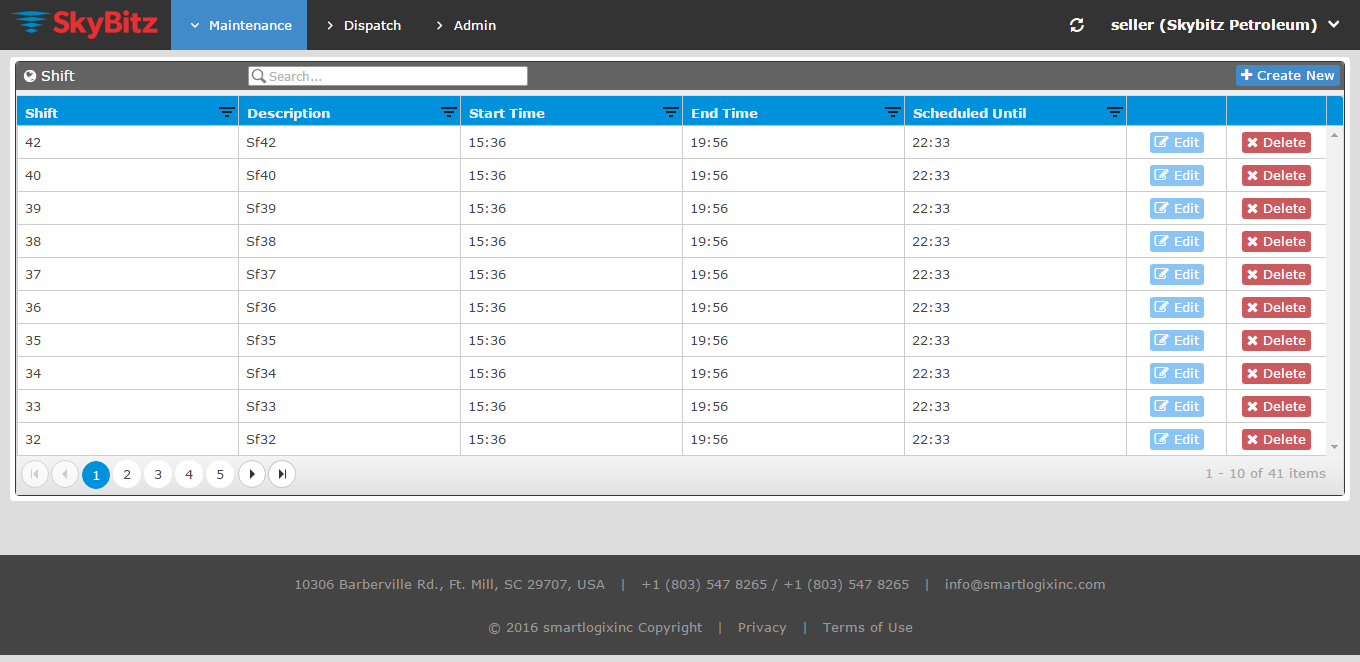 SkyBitz Maintenance Dispatch Admin seller (Skybitz Petroleum)
Shift Search... Create New
Shift Description Start Time End Time Scheduled Until
42 Sf42 15:36 19:56 22:33 Edit Delete
40 Sf40 15:36 19:56 22:33 Edit Delete
39 Sf39 15:36 19:56 22:33 Edit Delete
38 Sf38 15:36 19:56 22:33 Edit Delete
37 Sf37 15:36 19:56 22:33 Edit Delete
36 Sf36 15:36 19:56 22:33 Edit Delete
35 Sf35 15:36 19:56 22:33 Edit Delete
34 Sf34 15:36 19:56 22:33 Edit Delete
33 Sf33 15:36 19:56 22:33 Edit Delete
32 Sf32 15:36 19:56 22:33 Edit Delete
1 2 3 4 5 1 - 10 of 41 items
10306 Barberville Rd., Ft. Mill, SC 29707, USA | +1 (803) 547 8265 / +1 (803) 547 8265 | info@smartlogixinc.com
© 2016 smartlogixinc Copyright | Privacy | Terms of Use